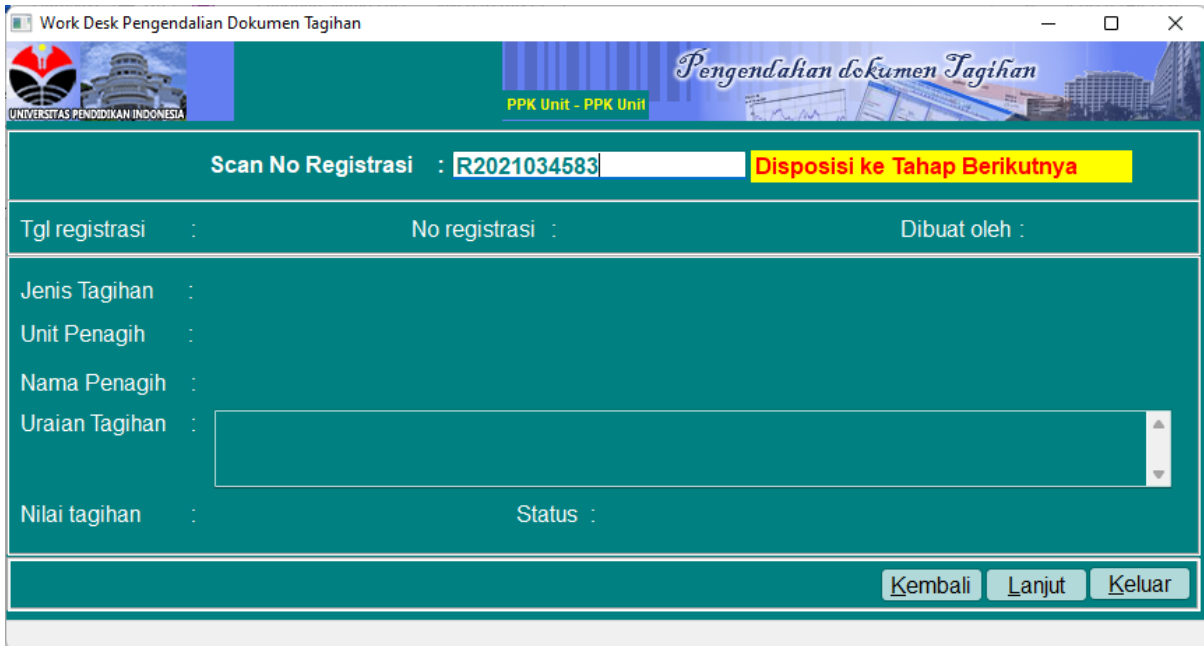 Work Desk Pengendalian Dokumen Tagihan
UNIVERSITAS PENDIDIKAN INDONESIA
PPK Unit - PPK Unit
Pengendalian dokumen Tagihan
Scan No Registrasi : R2021034583 Disposisi ke Tahap Berikutnya
Tgl registrasi : No registrasi : Dibuat oleh :
Jenis Tagihan :
Unit Penagih :
Nama Penagih :
Uraian Tagihan :
Nilai tagihan : Status :
Kembali Lanjut Keluar